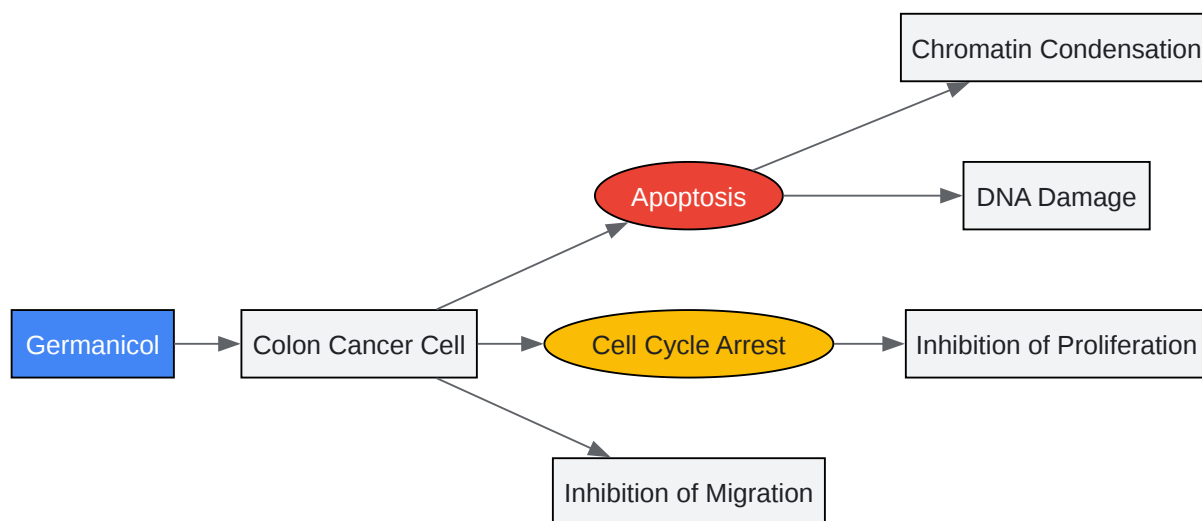 Chromatin Condensation
Apoptosis
DNA Damage
Germanicol
Colon Cancer Cell
Cell Cycle Arrest
Inhibition of Proliferation
Inhibition of Migration